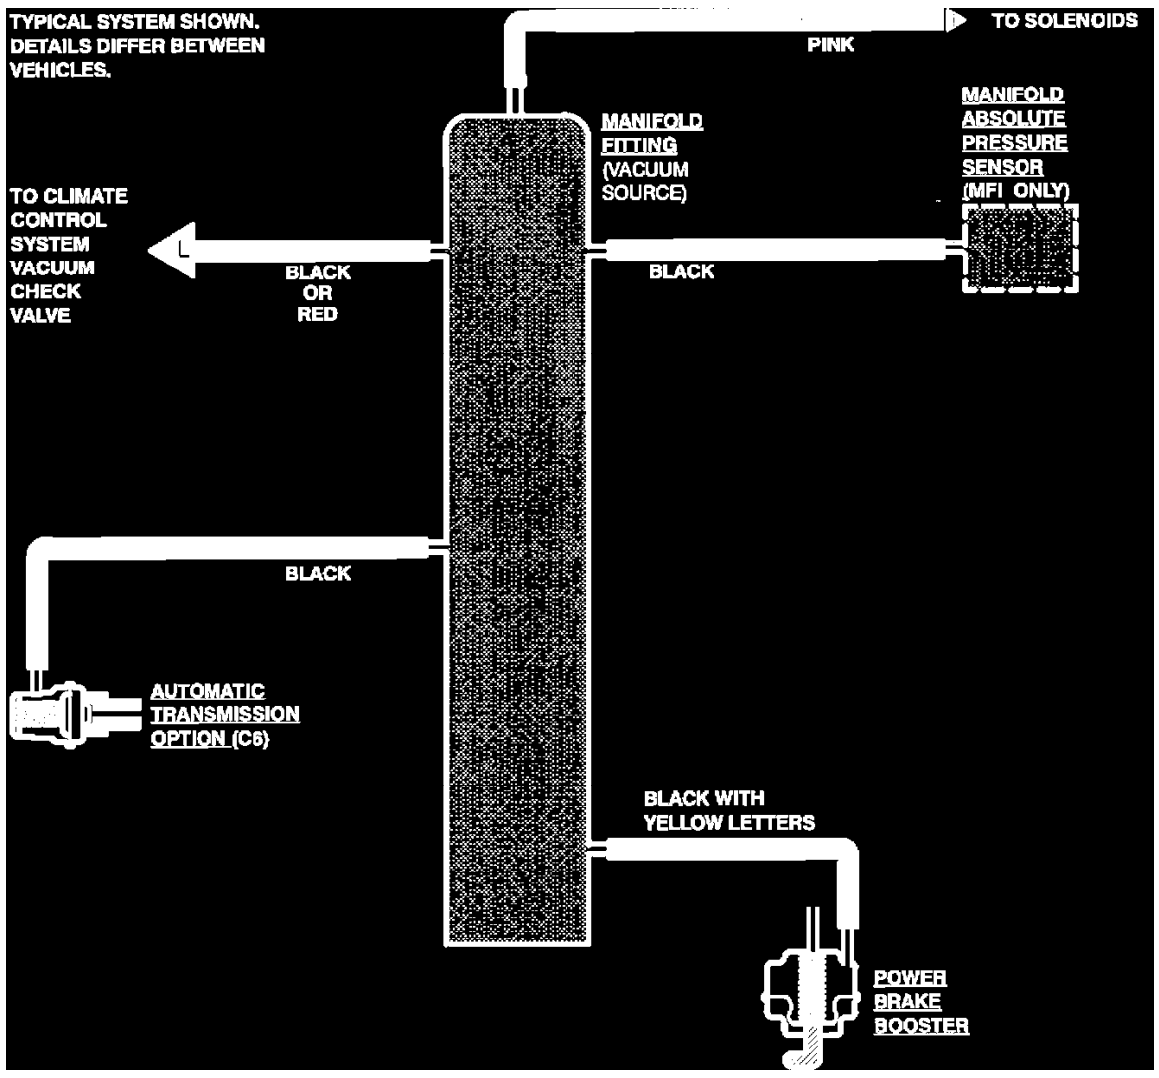 TYPICAL SYSTEM SHOWN.
DETAILS DIFFER BETWEEN
VEHICLES.
PINK
TO SOLENOIDS
MANIFOLD
FITTING
(VACUUM
SOURCE)
MANIFOLD
ABSOLUTE
PRESSURE
SENSOR
(MFI ONLY)
TO CLIMATE
CONTROL
SYSTEM
VACUUM
CHECK
VALVE
L
BLACK
OR
RED
BLACK
BLACK
AUTOMATIC
TRANSMISSION
OPTION (C6)
BLACK WITH
YELLOW LETTERS
POWER
BRAKE
BOOSTER